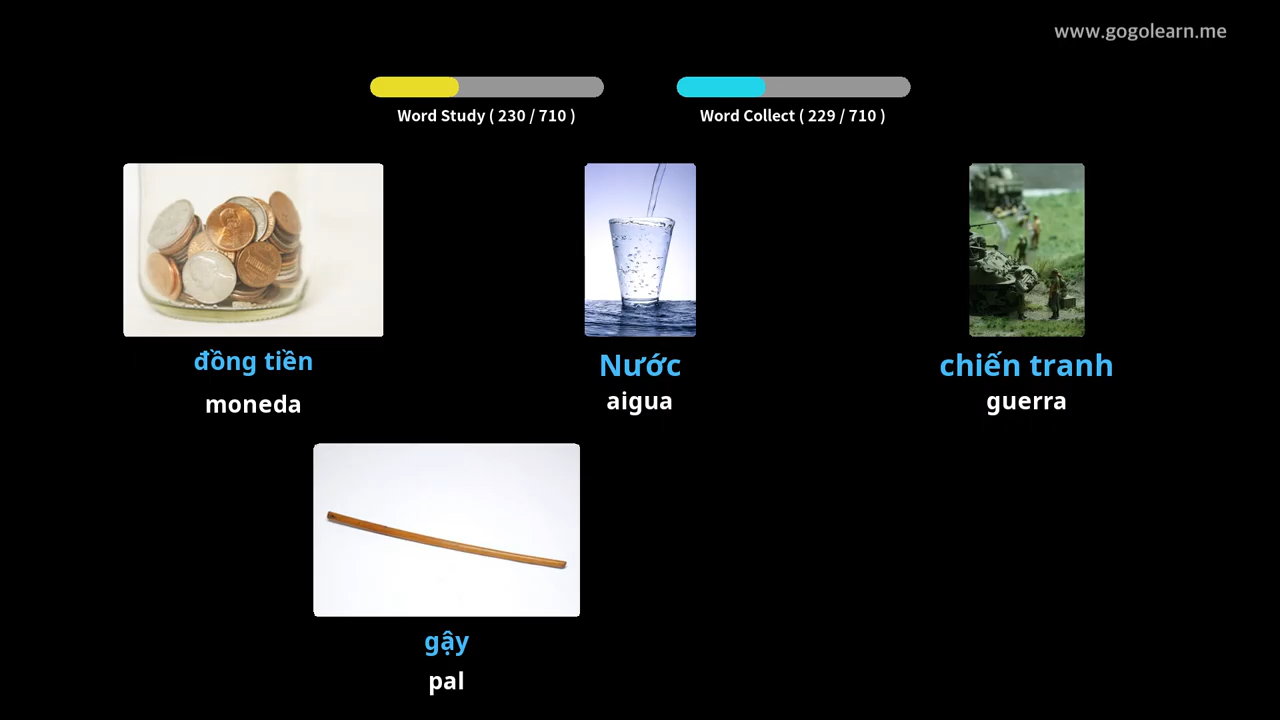 www.gogolearn.me
Word Study ( 230 / 710 )
Word Collect ( 229 / 710 )
đồng tiền
moneda
Nước
aigua
chiến tranh
guerra
gậy
pal